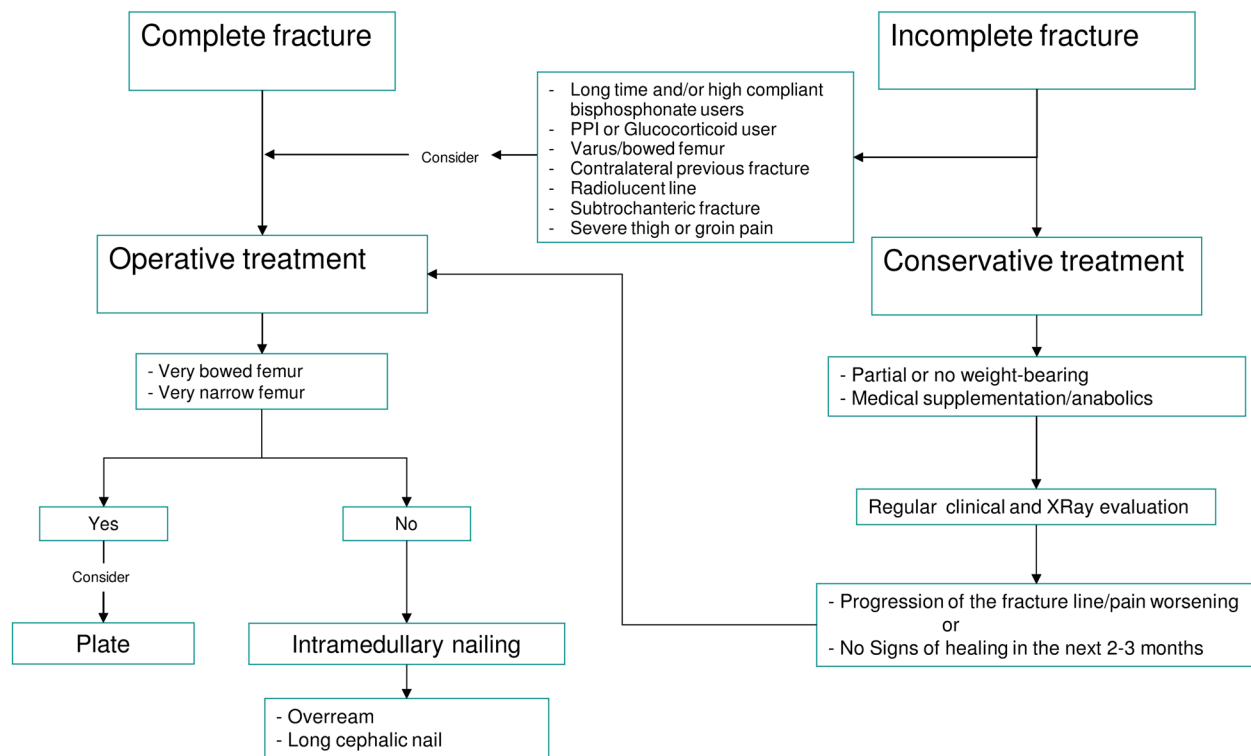 Complete fracture
Incomplete fracture
- Long time and/or high compliant
bisphosphonate users
- PPI or Glucocorticoid user
- Varus/bowed femur
- Contralateral previous fracture
- Radiolucent line
- Subtrochanteric fracture
- Severe thigh or groin pain
Consider
Operative treatment
Conservative treatment
- Very bowed femur
- Very narrow femur
- Partial or no weight-bearing
- Medical supplementation/anabolics
Yes
No
Regular clinical and XRay evaluation
Consider
- Progression of the fracture line/pain worsening
or
- No Signs of healing in the next 2-3 months
Plate
Intramedullary nailing
- Overream
- Long cephalic nail